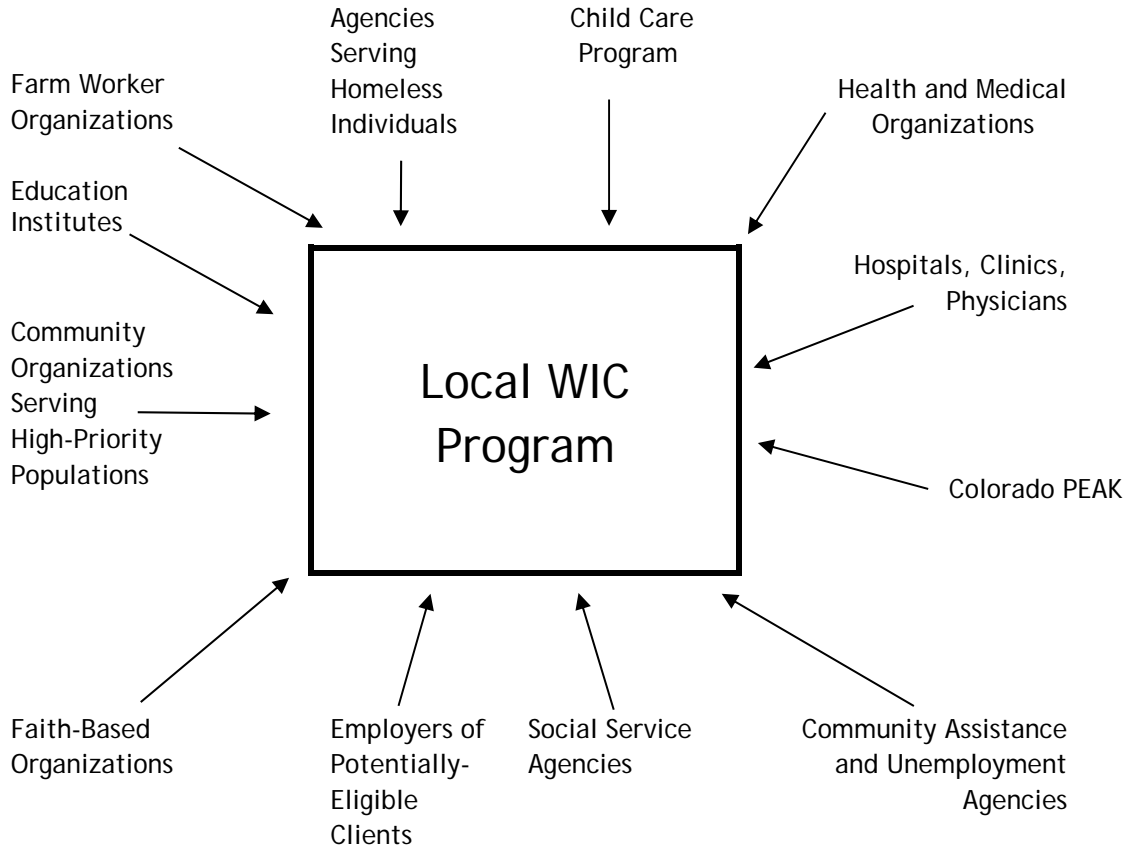 Agencies
Serving
Homeless
Individuals
Child Care
Program
Farm Worker
Organizations
Health and Medical
Organizations
Education
Institutes
Hospitals, Clinics,
Physicians
Community
Organizations
Serving
High-Priority
Populations
Local WIC
Program
Colorado PEAK
Faith-Based
Organizations
Employers of
Potentially-
Eligible
Clients
Social Service
Agencies
Community Assistance
and Unemployment
Agencies